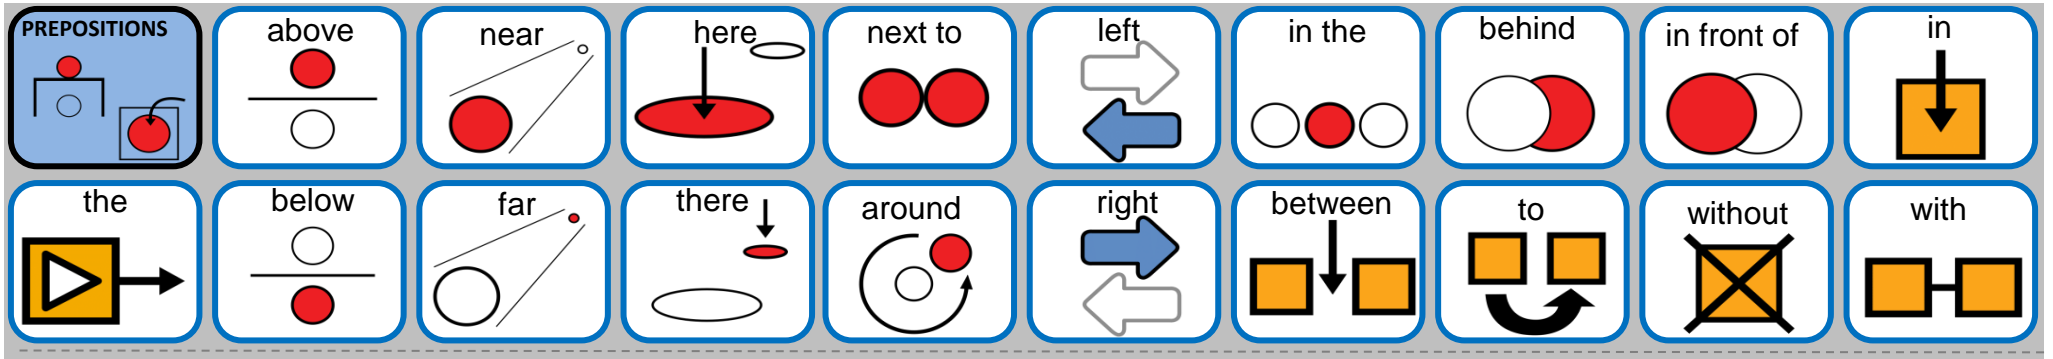 PREPOSITIONS
above
near
here
next to
left
in the
behind
in front of
in
the
below
far
there
around
right
between
to
without
with